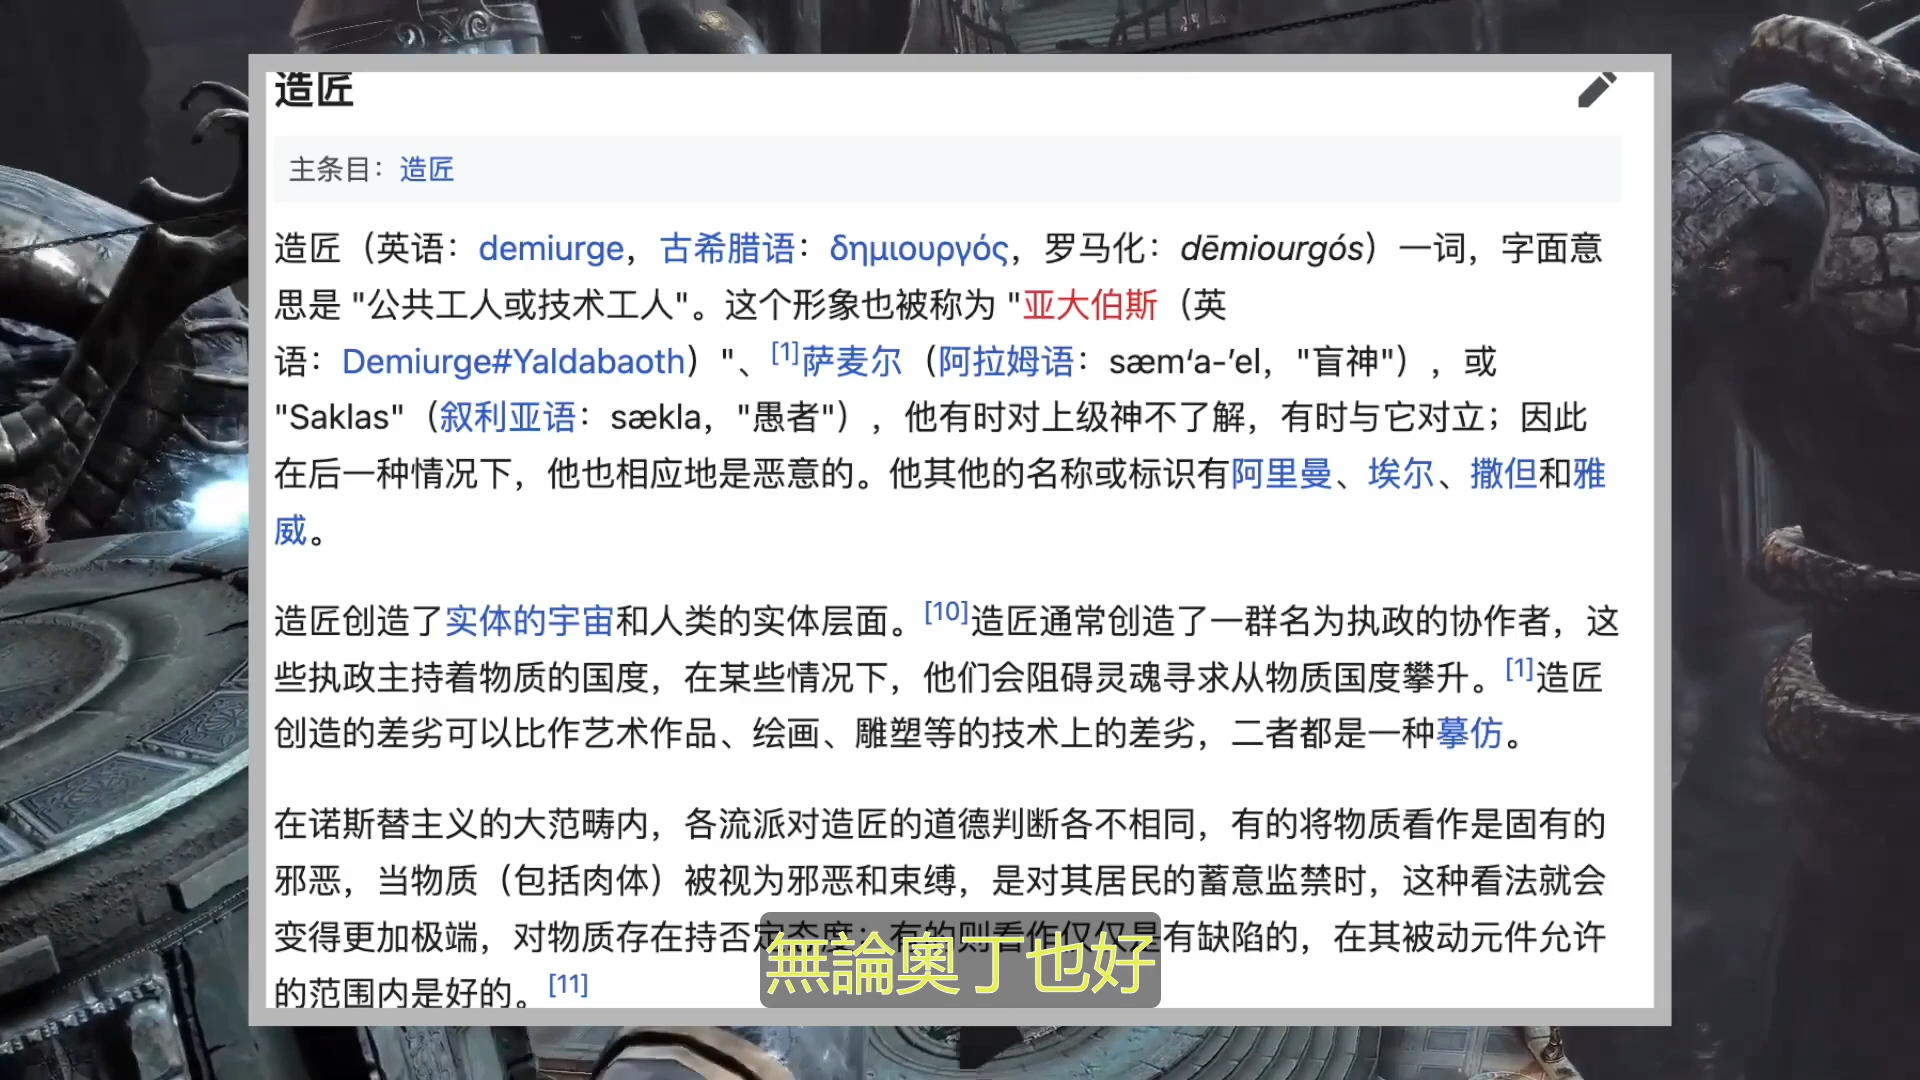 造匠
主条目：造匠
造匠（英语：demiurge，古希腊语：δημιουργός，罗马化：dēmiourgós）一词，字面意
思是 "公共工人或技术工人"。这个形象也被称为 "亚大伯斯（英
语：Demiurge#Yaldabaoth）"、[1]萨麦尔（阿拉姆语：sæmʻa-ʼel，"盲神"），或
"Saklas"（叙利亚语：sækla，"愚者"），他有时对上级神不了解，有时与它对立；因此
在后一种情况下，他也相应地是恶意的。他其他的名称或标识有阿里曼、埃尔、撒但和雅
威。
造匠创造了实体的宇宙和人类的实体层面。[10]造匠通常创造了一群名为执政的协作者，这
些执政主持着物质的国度，在某些情况下，他们会阻碍灵魂寻求从物质国度攀升。[1]造匠
创造的差劣可以比作艺术作品、绘画、雕塑等的技术上的差劣，二者都是一种摹仿。
在诺斯替主义的大范畴内，各流派对造匠的道德判断各不相同，有的将物质看作是固有的
邪恶，当物质（包括肉体）被视为邪恶和束缚，是对其居民的蓄意监禁时，这种看法就会
变得更加极端，对物质存在持否定态度；有的则看作仅仅是有缺陷的，在其被动元件允许
的范围内是好的。[11]
無論奧丁也好